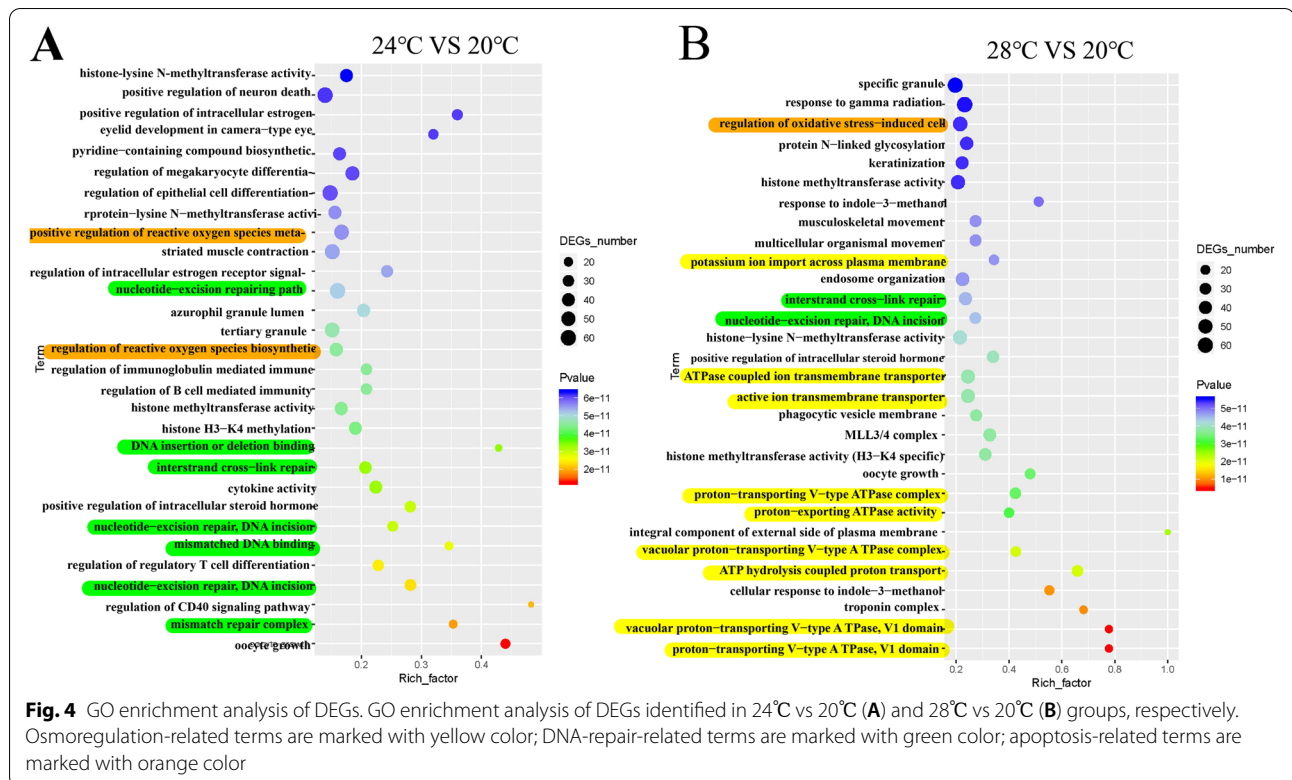 A
24℃ VS 20℃
histone-lysine N-methyltransferase activity
positive regulation of neuron death
positive regulation of intracellular estrogen
eyelid development in camera-type eye
pyridine-containing compound biosynthetic
regulation of megakaryocyte differentia-
regulation of epithelial cell differentiation
rprotein-lysine N-methyltransferase activi-
positive regulation of reactive oxygen species meta-
striated muscle contraction
regulation of intracellular estrogen receptor signal-
nucleotide-excision repairing path
azurophil granule lumen
tertiary granule
regulation of reactive oxygen species biosynthetic
regulation of immunoglobulin mediated immune
regulation of B cell mediated immunity
histone methyltransferase activity
histone H3-K4 methylation
DNA insertion or deletion binding
interstrand cross-link repair
cytokine activity
positive regulation of intracellular steroid hormone
nucleotide-excision repair, DNA incision
mismatched DNA binding
regulation of regulatory T cell differentiation
nucleotide-excision repair, DNA incision
regulation of CD40 signaling pathway
mismatch repair complex
oocyte growth
Term
0.2 0.3 0.4
Rich_factor
DEGs_number
20
30
40
50
60
Pvalue
6e-11
5e-11
4e-11
3e-11
2e-11
B
28℃ VS 20℃
specific granule
response to gamma radiation
regulation of oxidative stress-induced cell
protein N-linked glycosylation
keratinization
histone methyltransferase activity
response to indole-3-methanol
musculoskeletal movement
multicellular organismal movemen
potassium ion import across plasma membrane
endosome organization
interstrand cross-link repair
nucleotide-excision repair, DNA incision
histone-lysine N-methyltransferase activity
positive regulation of intracellular steroid hormone
ATPase coupled ion transmembrane transporter
active ion transmembrane transporter
phagocytic vesicle membrane
MLL3/4 complex
histone methyltransferase activity (H3-K4 specific)
oocyte growth
proton-transporting V-type ATPase complex
proton-exporting ATPase activity
integral component of external side of plasma membrane
vacuolar proton-transporting V-type A TPase complex
ATP hydrolysis coupled proton transport
cellular response to indole-3-methanol
troponin complex
vacuolar proton-transporting V-type A TPase, V1 domain
proton-transporting V-type A TPase, V1 domain
Term
0.2 0.4 0.6 0.8 1.0
Rich_factor
DEGs_number
20
30
40
50
60
Pvalue
5e-11
4e-11
3e-11
2e-11
1e-11
Fig. 4 GO enrichment analysis of DEGs. GO enrichment analysis of DEGs identified in 24℃ vs 20℃ (A) and 28℃ vs 20℃ (B) groups, respectively.
Osmoregulation-related terms are marked with yellow color; DNA-repair-related terms are marked with green color; apoptosis-related terms are
marked with orange color